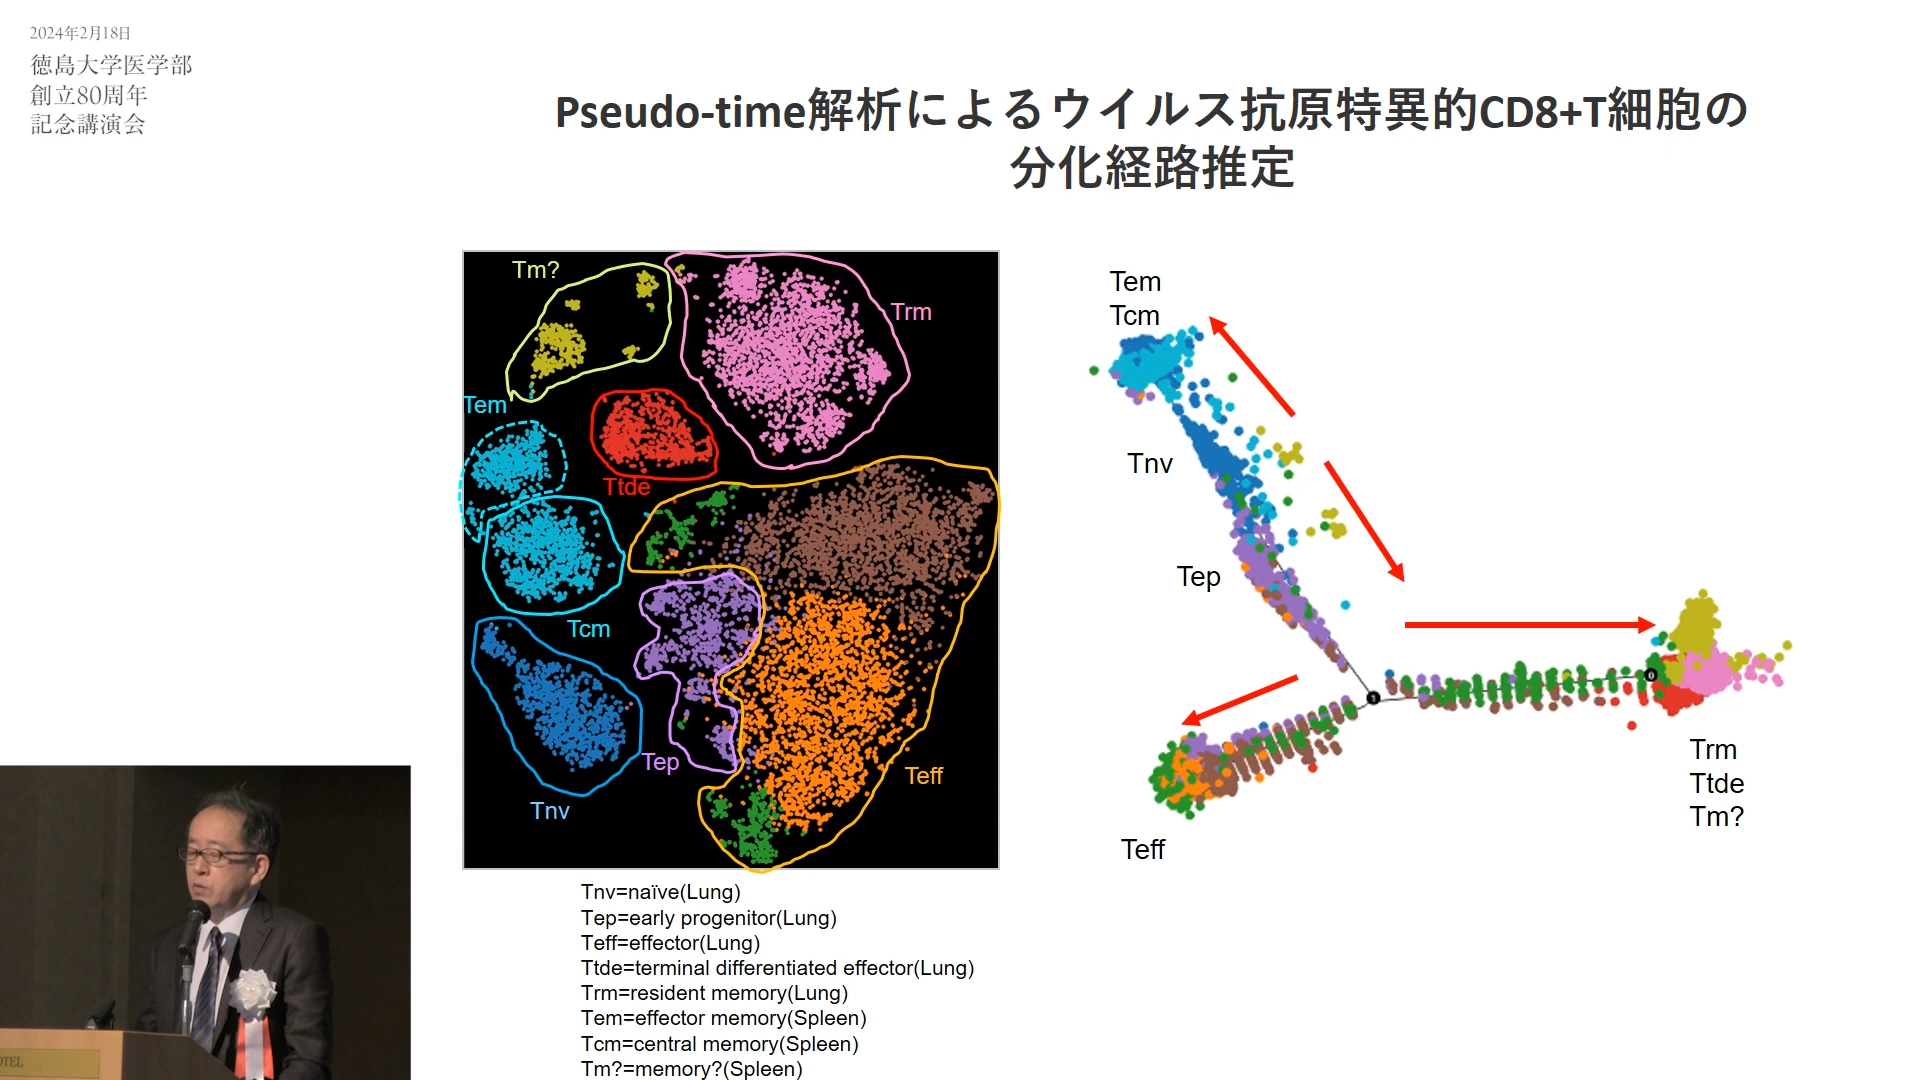 2024年2月18日
徳島大学医学部
創立80周年
記念講演会
Pseudo-time解析によるウイルス抗原特異的CD8+T細胞の
分化経路推定
Tm?
Trm
Tem
Ttde
Tcm
Tep
Tnv
Teff
Tem
Tcm
Tnv
Tep
Teff
1
0
Trm
Ttde
Tm?
Tnv=naïve(Lung)
Tep=early progenitor(Lung)
Teff=effector(Lung)
Ttde=terminal differentiated effector(Lung)
Trm=resident memory(Lung)
Tem=effector memory(Spleen)
Tcm=central memory(Spleen)
Tm?=memory?(Spleen)